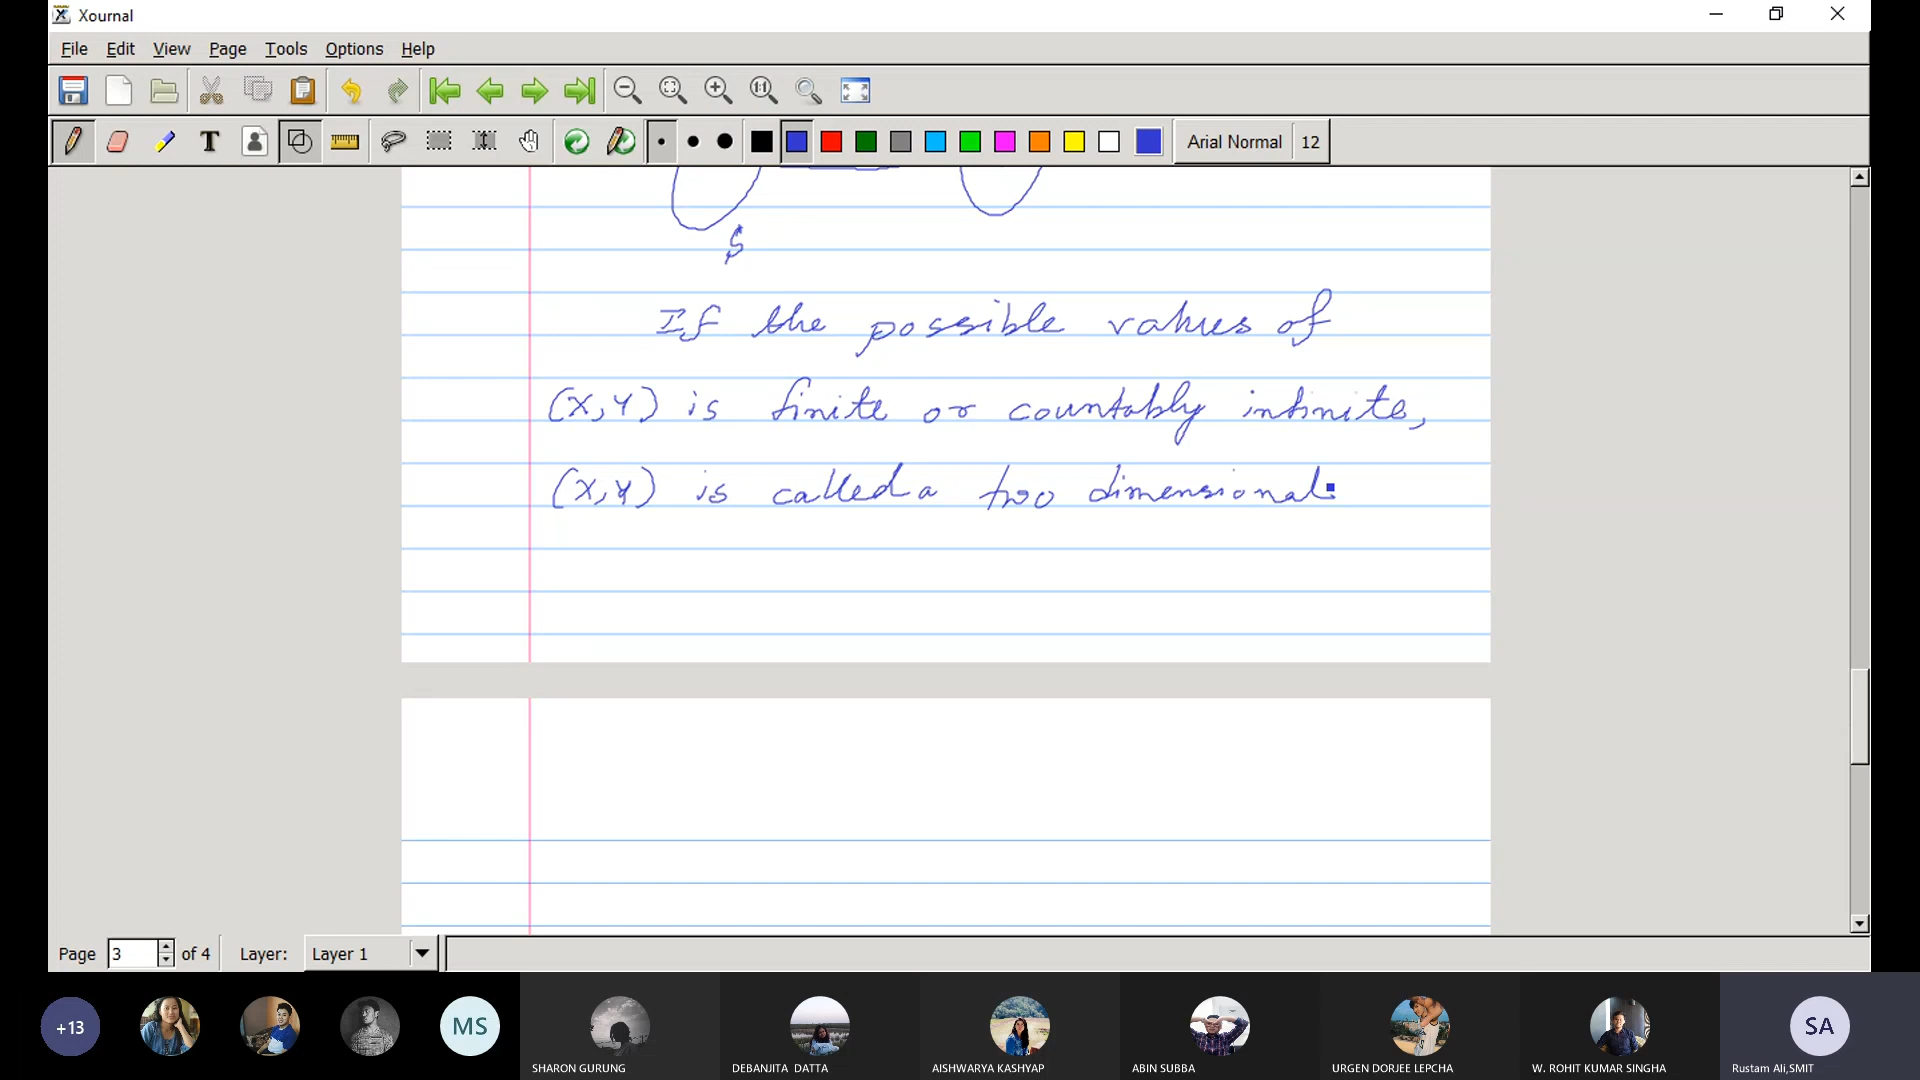 Xournal
File Edit View Page Tools Options Help
Arial Normal 12
$
If the possible values of
(X,Y) is finite or countably infinite,
(X,Y) is called a two dimensional
Page 3 of 4 Layer: Layer 1
+13
MS
SA
SHARON GURUNG
DEBANJITA DATTA
AISHWARYA KASHYAP
ABIN SUBBA
URGEN DORJEE LEPCHA
W. ROHIT KUMAR SINGHA
Rustam Ali,SMIT